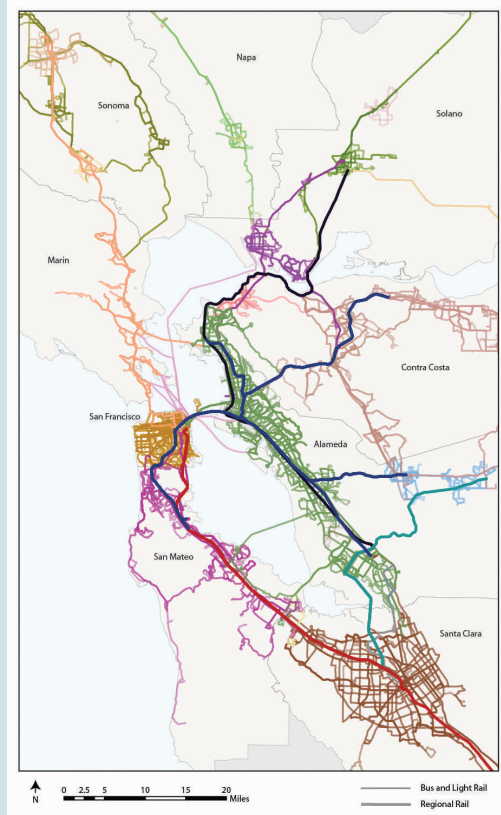 Napa
Sonoma
Solano
Marin
Contra Costa
San Francisco
Alameda
San Mateo
Santa Clara
N
0 2.5 5 10 15 20
Miles
Bus and Light Rail
Regional Rail